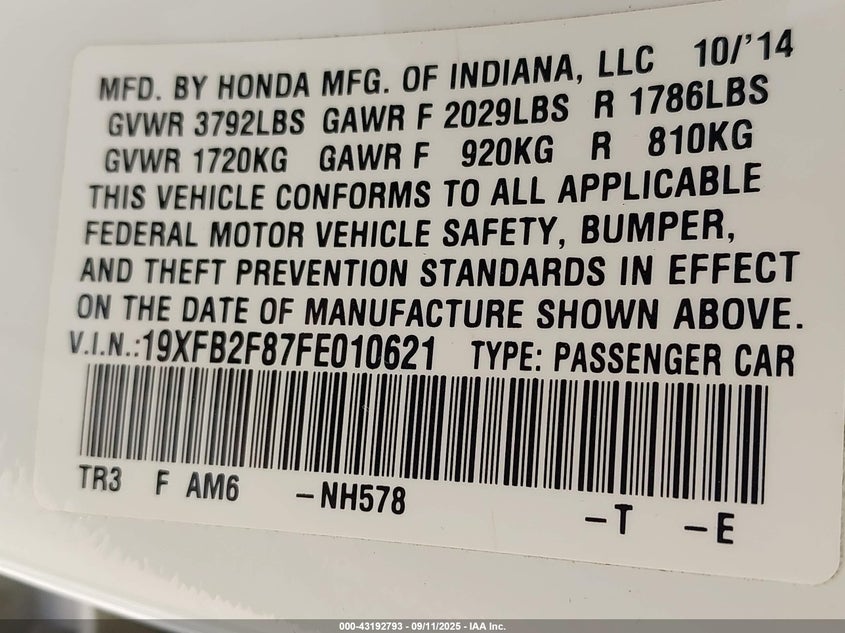 MFD. BY HONDA MFG. OF INDIANA, LLC 10/'14
GVWR 3792LBS GAWR F 2029LBS R 1786LBS
GVWR 1720KG GAWR F 920KG R 810KG
THIS VEHICLE CONFORMS TO ALL APPLICABLE
FEDERAL MOTOR VEHICLE SAFETY, BUMPER,
AND THEFT PREVENTION STANDARDS IN EFFECT
ON THE DATE OF MANUFACTURE SHOWN ABOVE.
V.I.N.:19XFB2F87FE010621 TYPE: PASSENGER CAR
TR3 F AM6 -NH578 -T -E
000-43192793 - 09/11/2025 - IAA Inc.